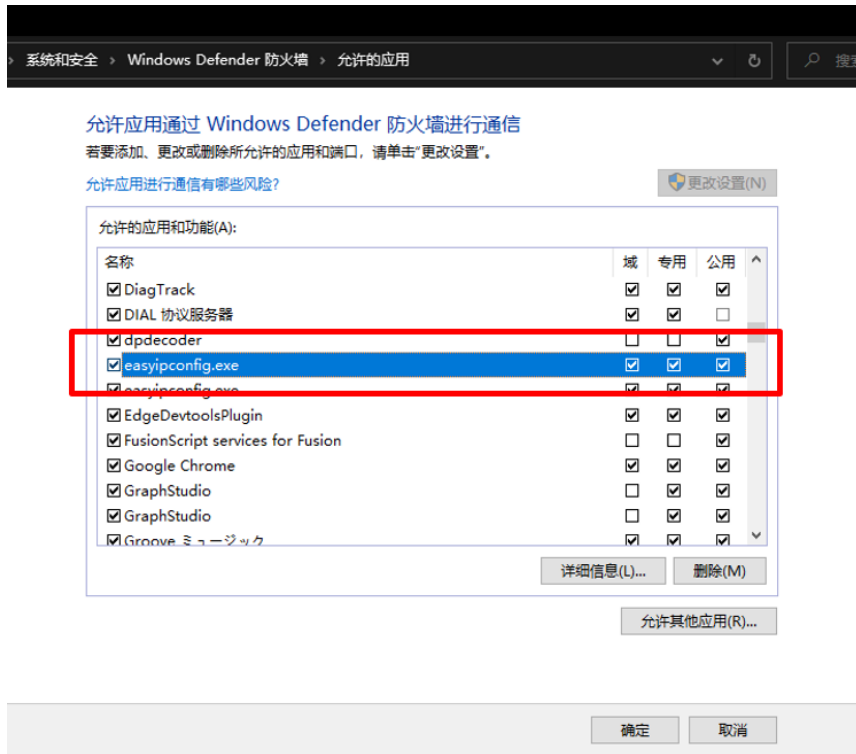 系统和安全 › Windows Defender 防火墙 › 允许的应用
允许应用通过 Windows Defender 防火墙进行通信
若要添加、更改或删除所允许的应用和端口，请单击"更改设置"。
允许应用进行通信有哪些风险?
更改设置(N)
允许的应用和功能(A):
名称 域 专用 公用
DiagTrack
DIAL 协议服务器
dpdecoder
easyipconfig.exe
easyipconfig.exe
EdgeDevtoolsPlugin
FusionScript services for Fusion
Google Chrome
GraphStudio
GraphStudio
Groove ミュージック
详细信息(L)... 删除(M)
允许其他应用(R)...
确定 取消